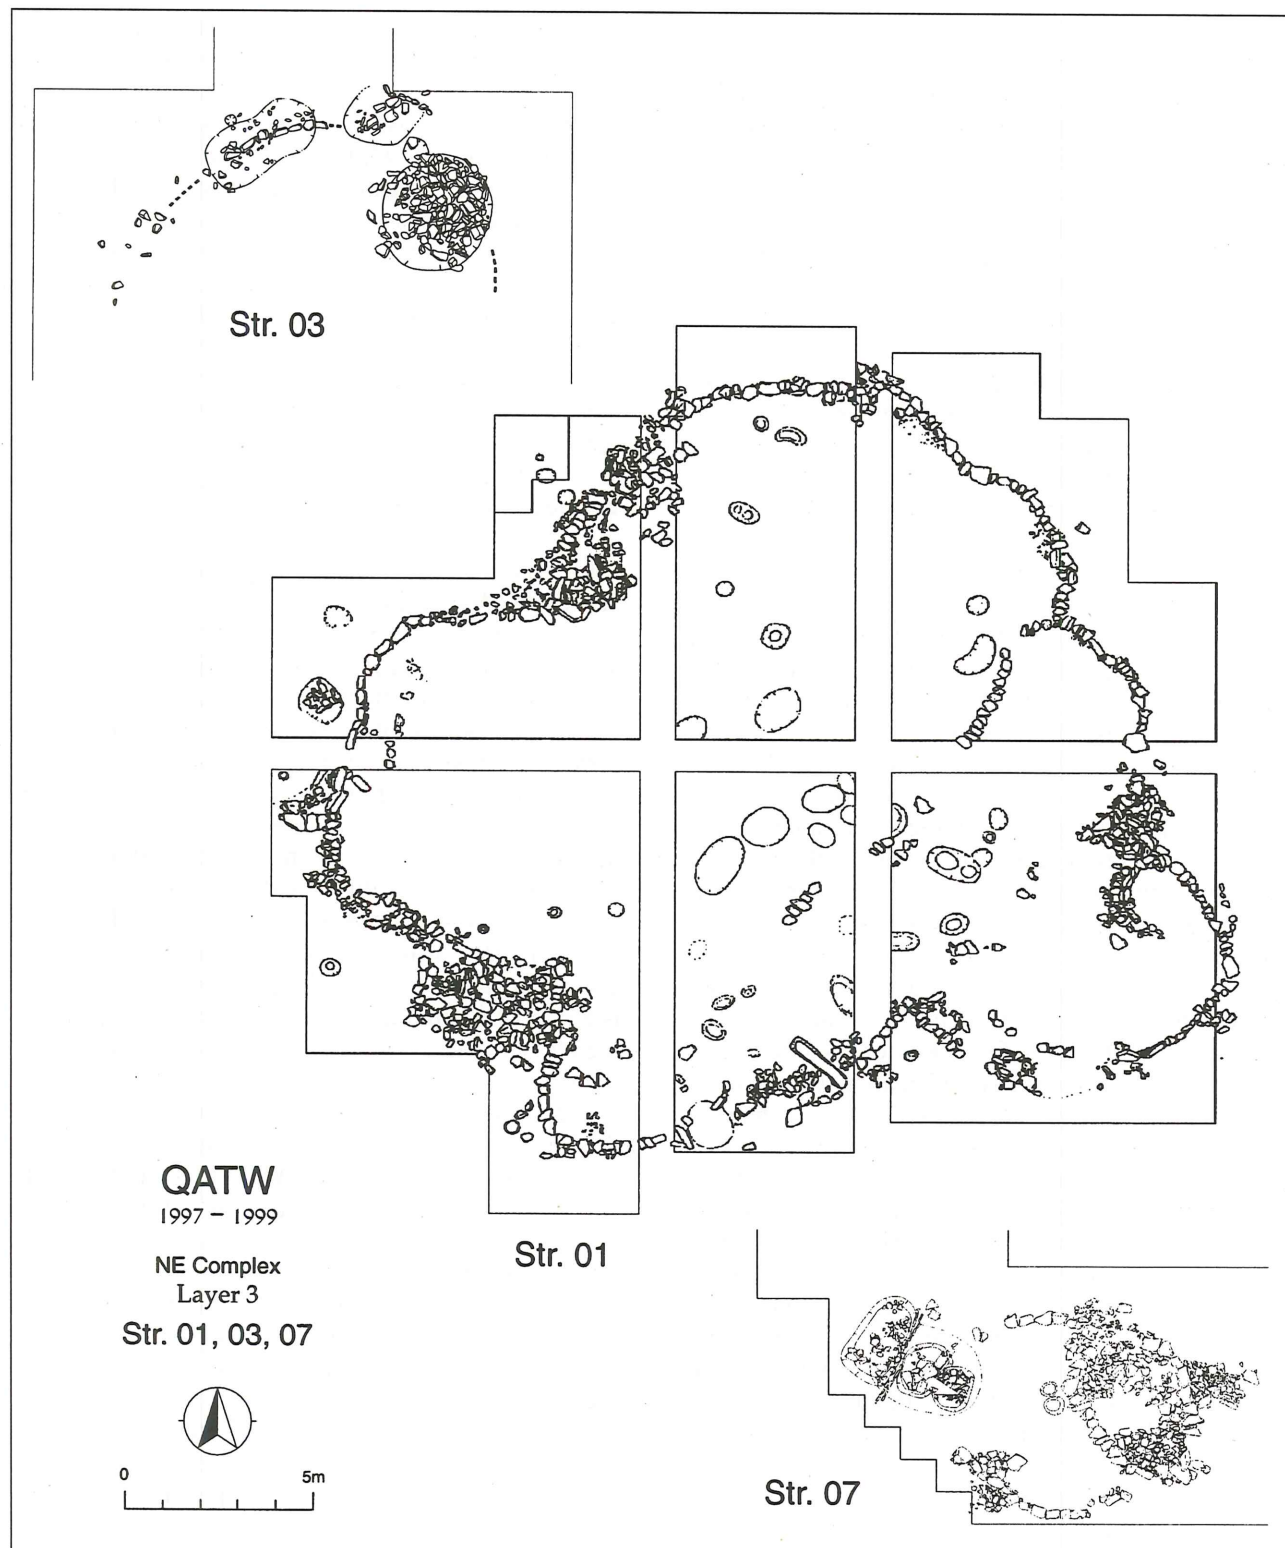 Str. 03
QATW
1997 – 1999
NE Complex
Layer 3
Str. 01, 03, 07
Str. 01
0 5m
Str. 07